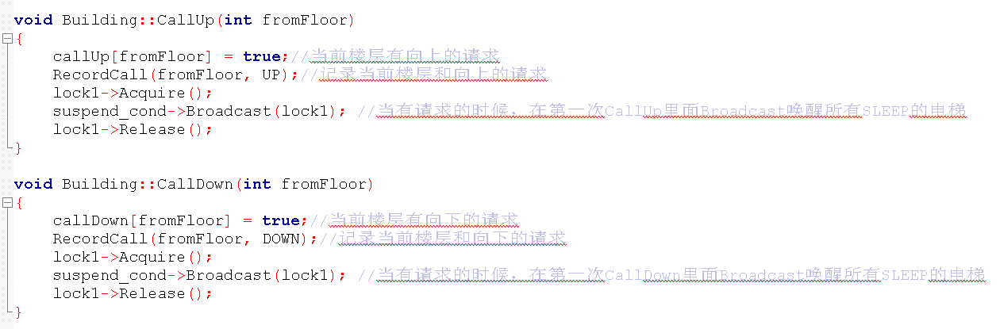 void Building::CallUp(int fromFloor)
{
    callUp[fromFloor] = true;//当前楼层有向上的请求
    RecordCall(fromFloor, UP);//记录当前楼层和向上的请求
    lock1->Acquire();
    suspend_cond->Broadcast(lock1); //当有请求的时候，在第一次CallUp里面Broadcast唤醒所有SLEEP的电梯
    lock1->Release();
}
void Building::CallDown(int fromFloor)
{
    callDown[fromFloor] = true;//当前楼层有向下的请求
    RecordCall(fromFloor, DOWN);//记录当前楼层和向下的请求
    lock1->Acquire();
    suspend_cond->Broadcast(lock1); //当有请求的时候，在第一次CallDown里面Broadcast唤醒所有SLEEP的电梯
    lock1->Release();
}